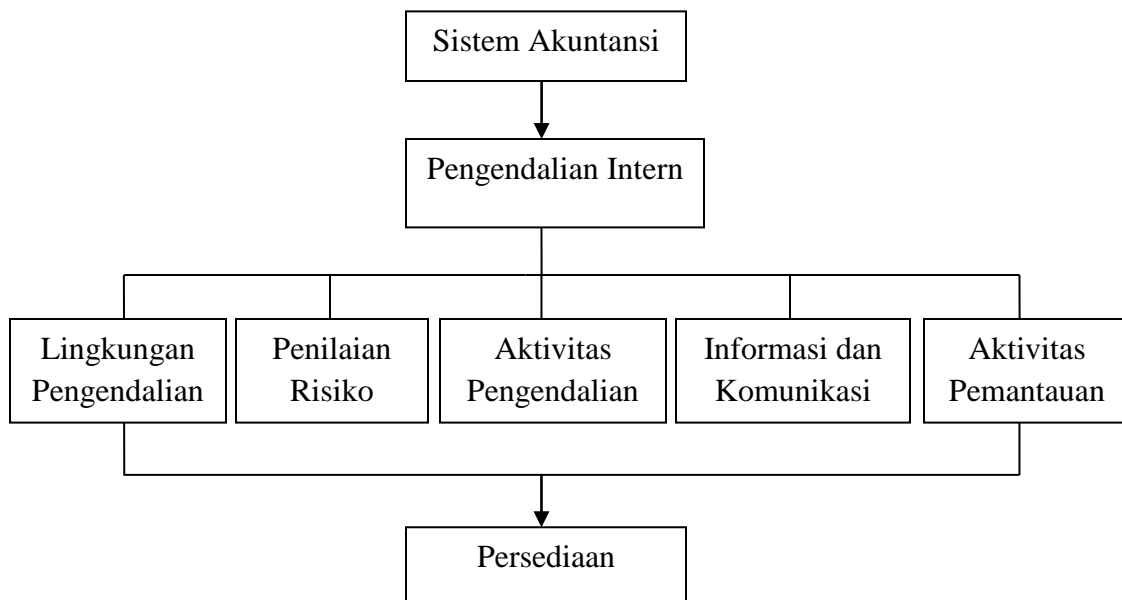 Sistem Akuntansi
Pengendalian Intern
Lingkungan
Pengendalian
Penilaian
Risiko
Aktivitas
Pengendalian
Informasi dan
Komunikasi
Aktivitas
Pemantauan
Persediaan